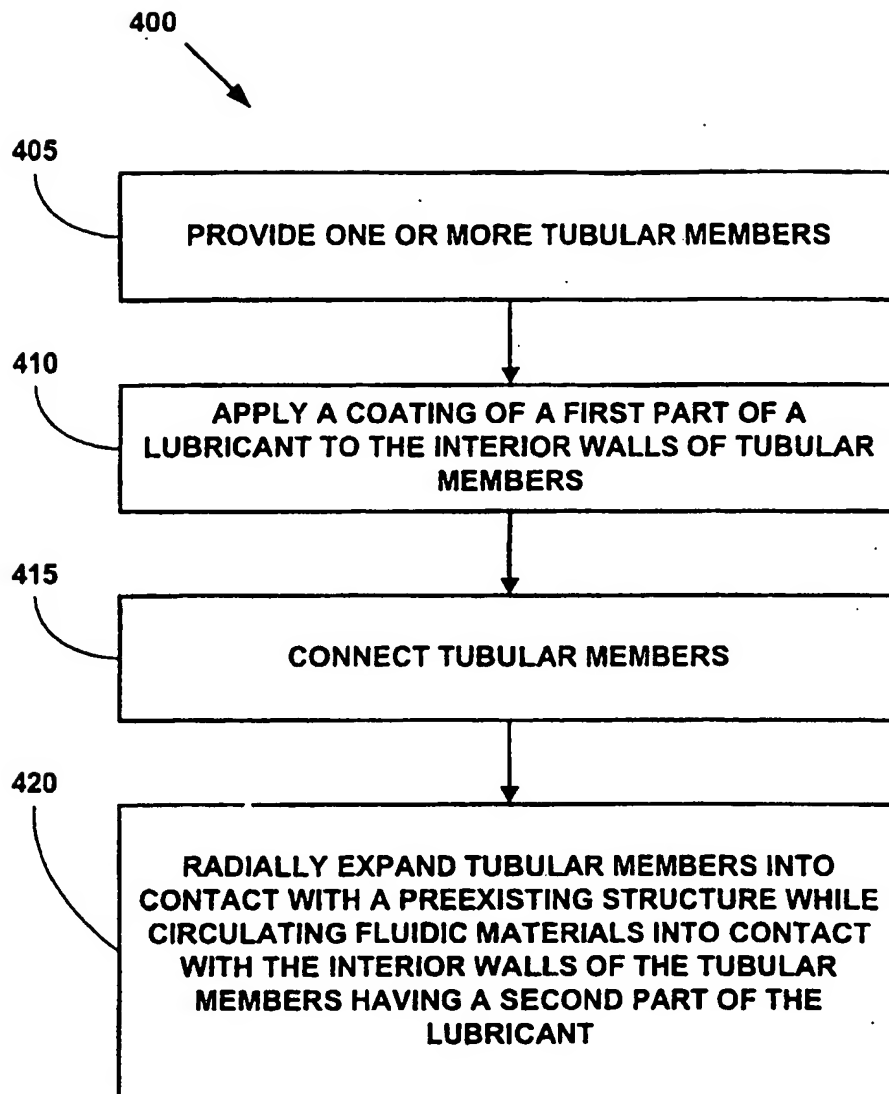 400
405
PROVIDE ONE OR MORE TUBULAR MEMBERS
410
APPLY A COATING OF A FIRST PART OF A
LUBRICANT TO THE INTERIOR WALLS OF TUBULAR
MEMBERS
415
CONNECT TUBULAR MEMBERS
420
RADIALLY EXPAND TUBULAR MEMBERS INTO
CONTACT WITH A PREEXISTING STRUCTURE WHILE
CIRCULATING FLUIDIC MATERIALS INTO CONTACT
WITH THE INTERIOR WALLS OF THE TUBULAR
MEMBERS HAVING A SECOND PART OF THE
LUBRICANT